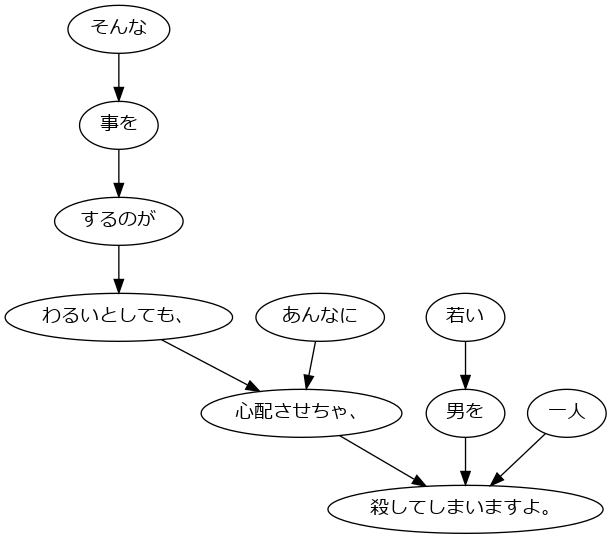 そんな
事を
するのが
わるいとしても、
あんなに
若い
心配させちゃ、
男を
一人
殺してしまいますよ。